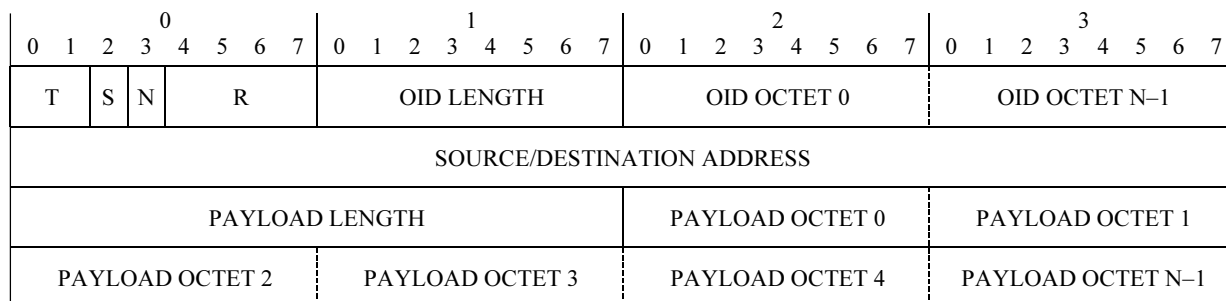 0 1 2 3
0 1 2 3 4 5 6 7 0 1 2 3 4 5 6 7 0 1 2 3 4 5 6 7 0 1 2 3 4 5 6 7
T S N R OID LENGTH OID OCTET 0 OID OCTET N–1
SOURCE/DESTINATION ADDRESS
PAYLOAD LENGTH PAYLOAD OCTET 0 PAYLOAD OCTET 1
PAYLOAD OCTET 2 PAYLOAD OCTET 3 PAYLOAD OCTET 4 PAYLOAD OCTET N–1